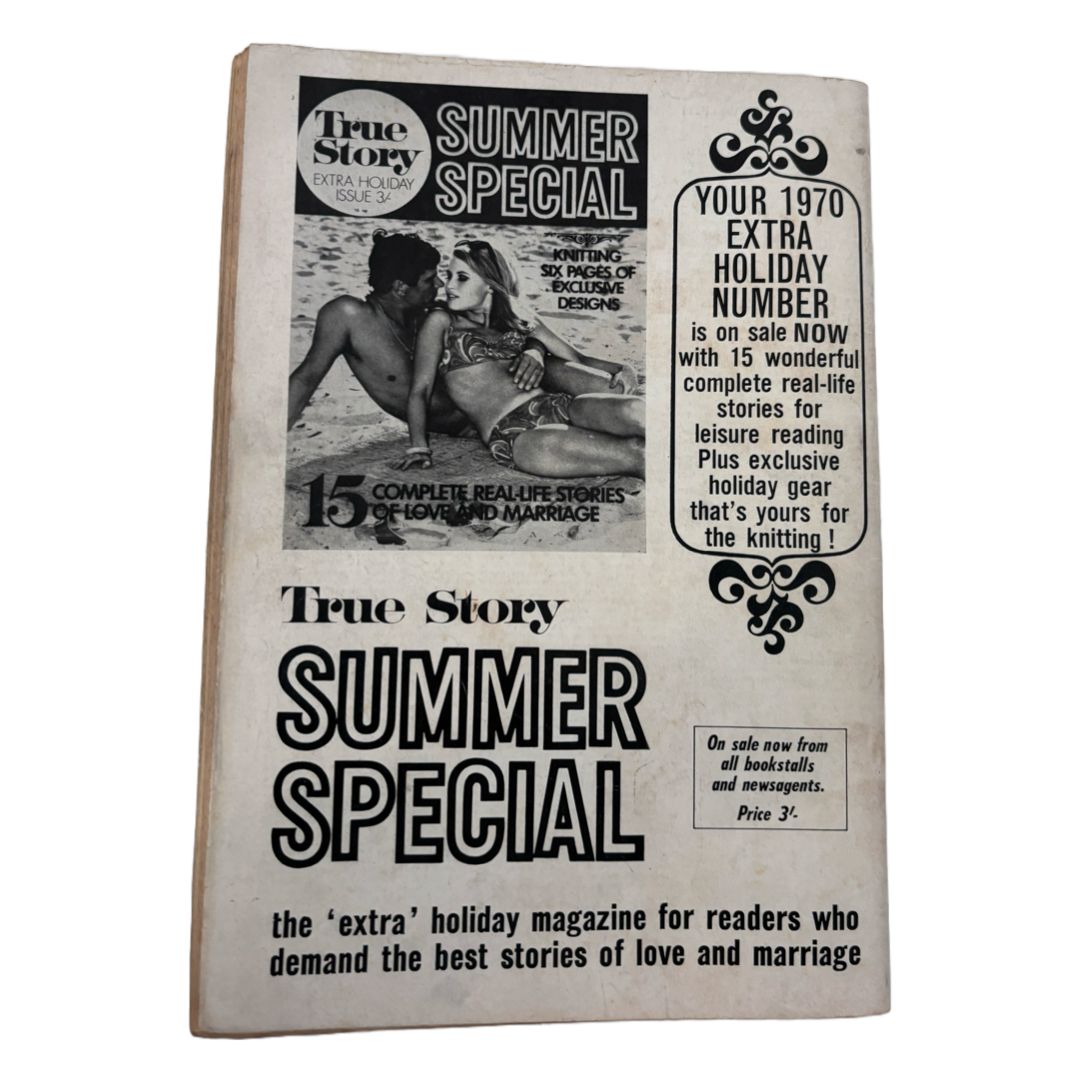 True
Story
EXTRA HOLIDAY
ISSUE 3/-
SUMMER
SPECIAL
KNITTING
SIX PAGES OF
EXCLUSIVE
DESIGNS
15 COMPLETE REAL-LIFE STORIES
OF LOVE AND MARRIAGE
YOUR 1970
EXTRA
HOLIDAY
NUMBER
is on sale NOW
with 15 wonderful
complete real-life
stories for
leisure reading
Plus exclusive
holiday gear
that's yours for
the knitting !
True Story
SUMMER
SPECIAL
On sale now from
all bookstalls
and newsagents.
Price 3/-
the ‘extra’ holiday magazine for readers who
demand the best stories of love and marriage